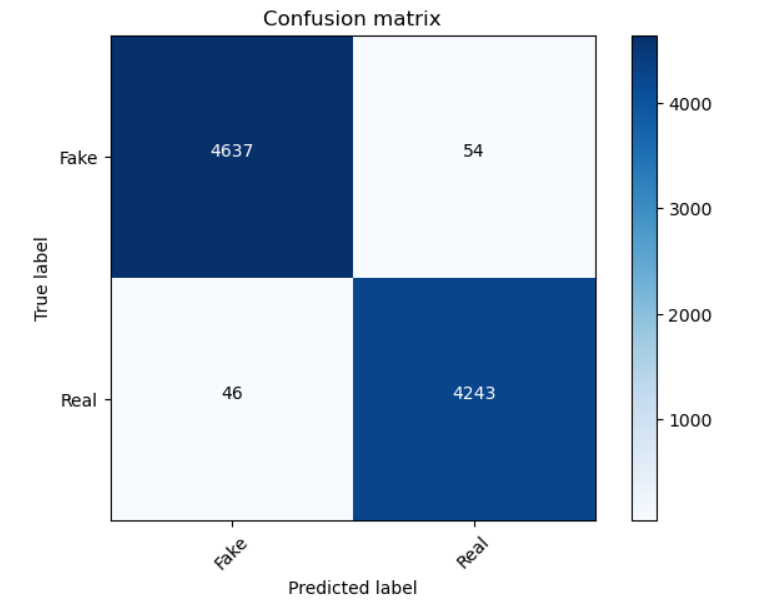 Confusion matrix
Fake
4637
54
4000
3000
True label
2000
Real
46
4243
1000
Fake
Real
Predicted label